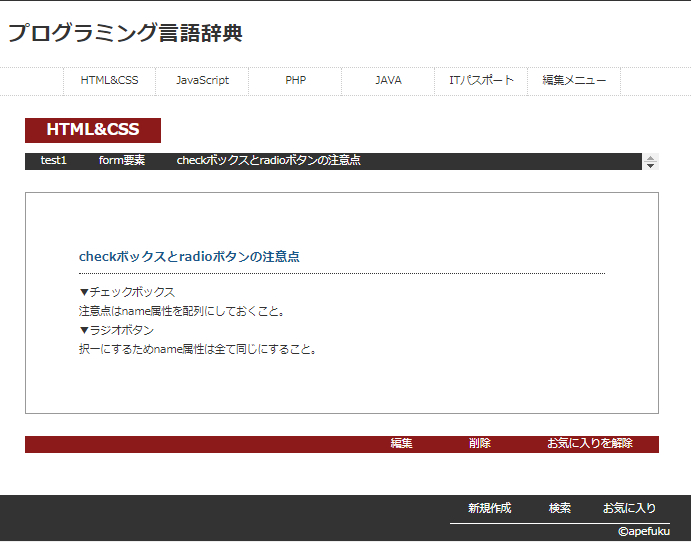 プログラミング言語辞典
HTML&CSS JavaScript PHP JAVA ITパスポート 編集メニュー
HTML&CSS
test1 form要素 checkボックスとradioボタンの注意点
checkボックスとradioボタンの注意点
▼チェックボックス
注意点はname属性を配列にしておくこと。
▼ラジオボタン
択一にするためname属性は全て同じにすること。
編集 削除 お気に入りを解除
新規作成 検索 お気に入り
©apefuku